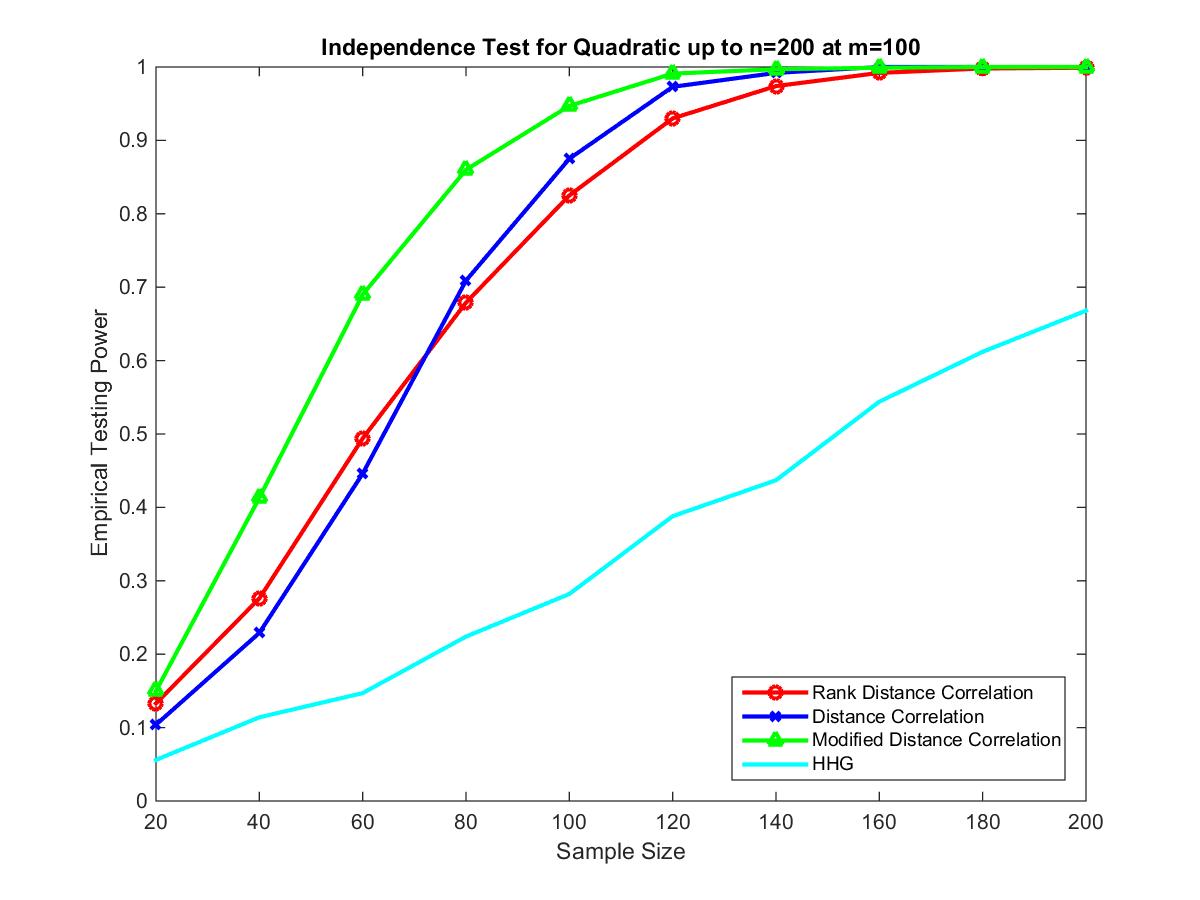 Independence Test for Quadratic up to n=200 at m=100
1
0.9
0.8
0.7
0.6
0.5
0.4
0.3
0.2
0.1
0
Empirical Testing Power
20 40 60 80 100 120 140 160 180 200
Sample Size
Rank Distance Correlation
Distance Correlation
Modified Distance Correlation
HHG